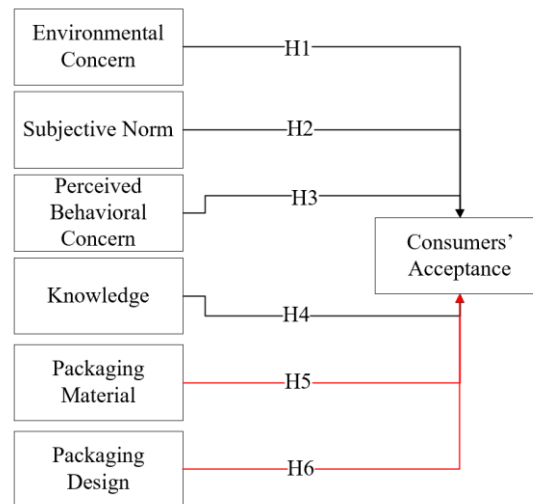 Environmental
Concern
H1
Subjective Norm
H2
Perceived
Behavioral
Concern
H3
Consumers’
Acceptance
Knowledge
H4
Packaging
Material
H5
Packaging
Design
H6